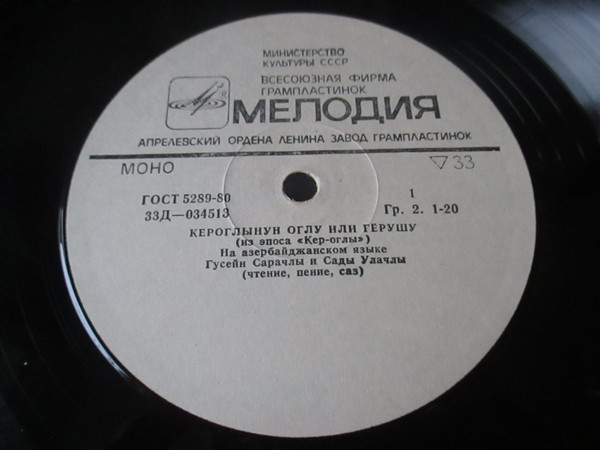 МИНИСТЕРСТВО
КУЛЬТУРЫ СССР
ВСЕСОЮЗНАЯ ФИРМА
ГРАМПЛАСТИНОК
МЕЛОДИЯ
АПРЕЛЕВСКИЙ ОРДЕНА ЛЕНИНА ЗАВОД ГРАМПЛАСТИНОК
МОНО ▽33
ГОСТ 5289-80 1
33Д—034513 Гр. 2. 1-20
КЕРОГЛЫНУН ОГЛУ ИЛИ ГЁРУШУ
(из эпоса «Кер-оглы»)
На азербайджанском языке
Гусейн Сарачлы и Сады Улачлы
(чтение, пение, саз)